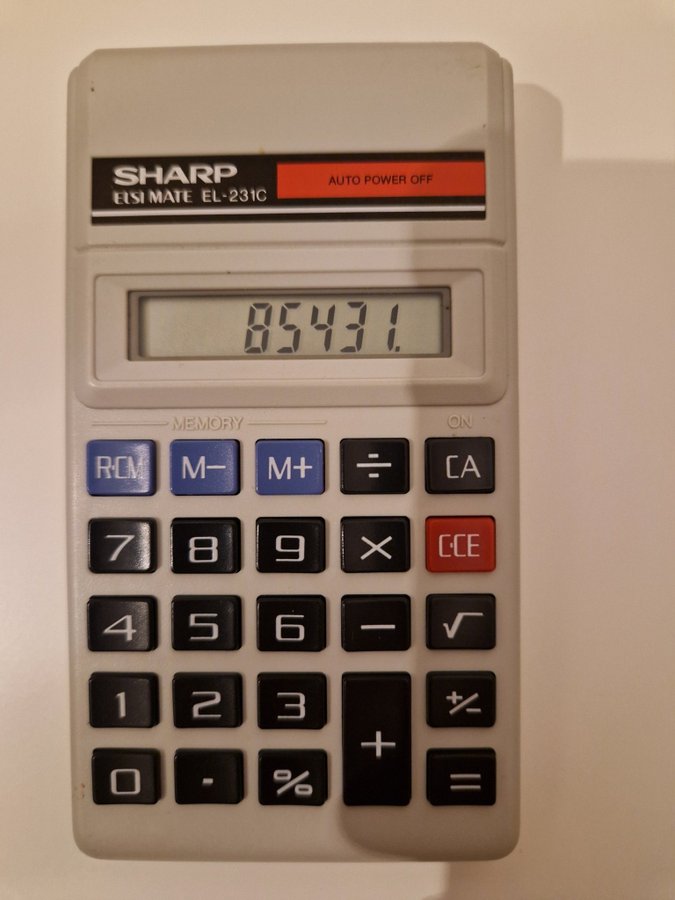 SHARP
AUTO POWER OFF
ELSI MATE EL-231C
85431.
MEMORY ON
R·CM M− M+ ÷ CA
7 8 9 × C·CE
4 5 6 − √
1 2 3 + +/−
0 . % =